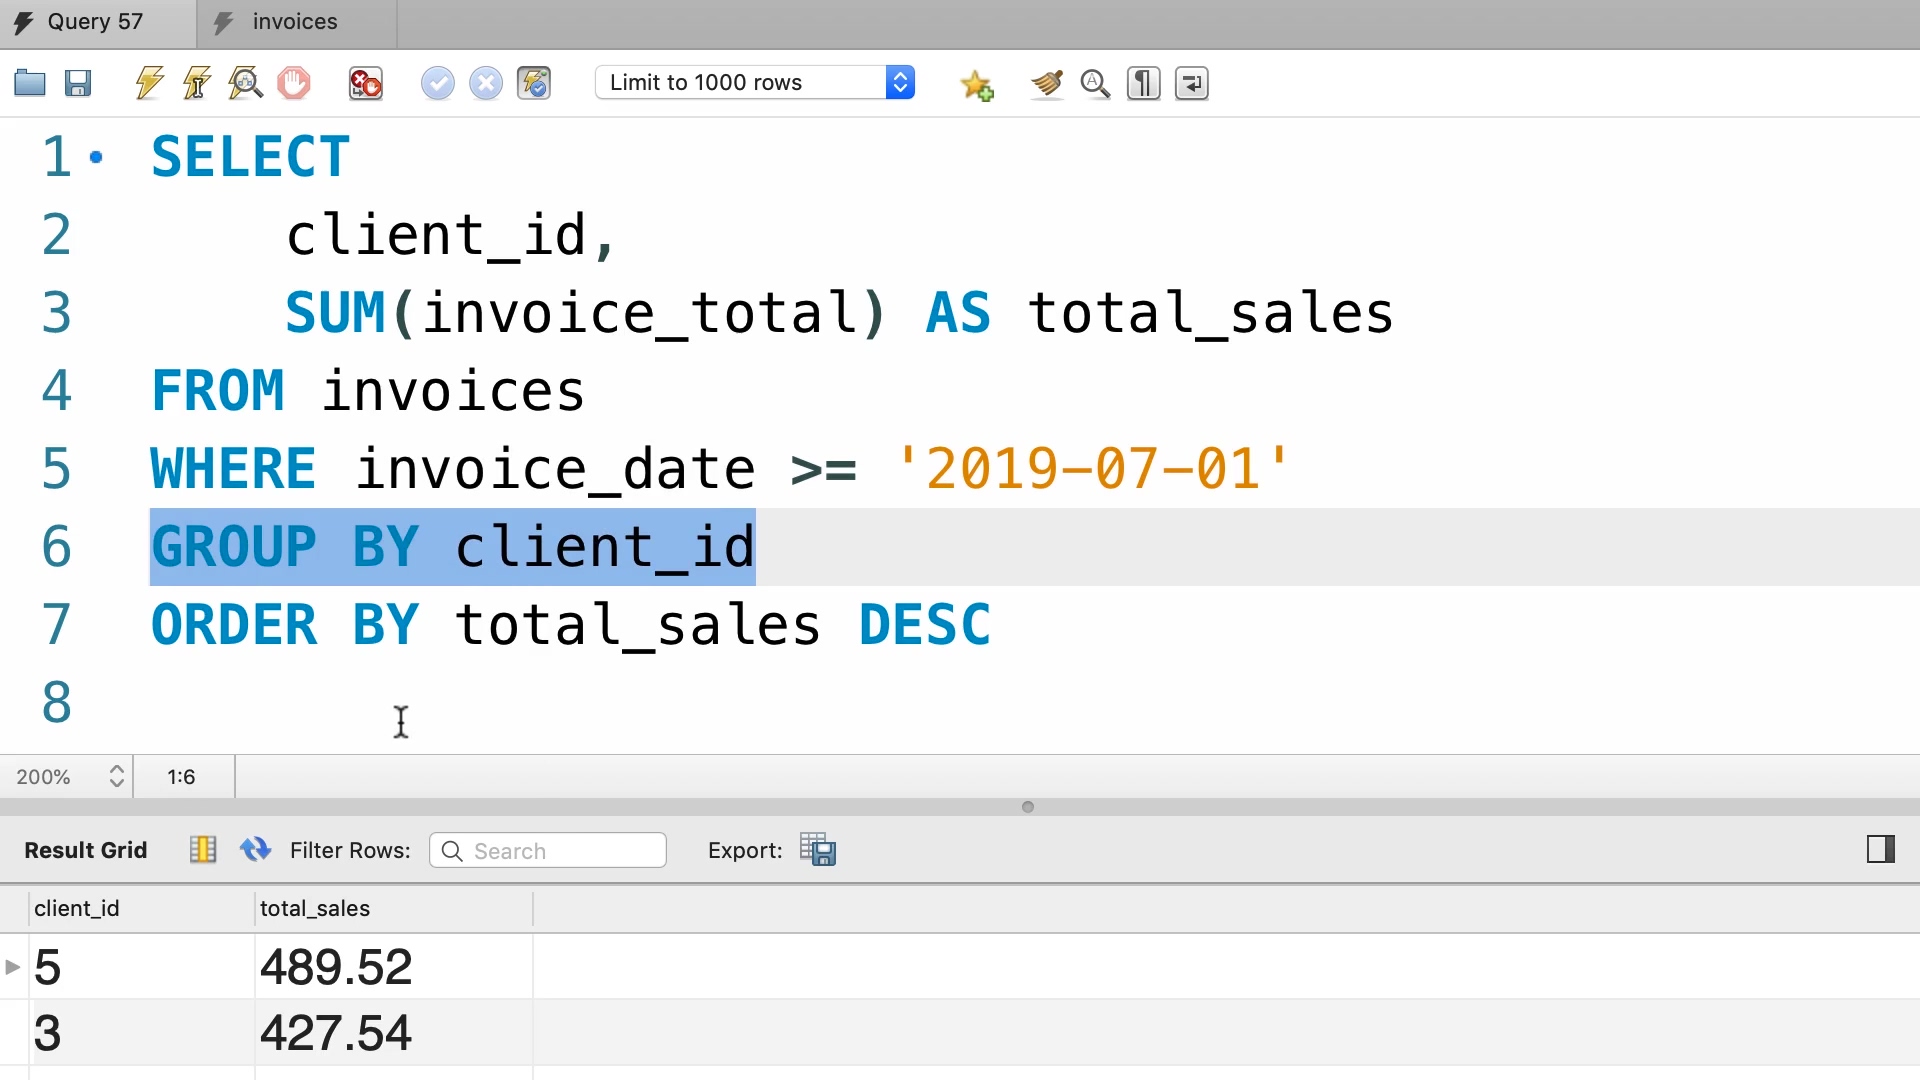 Query 57 invoices
Limit to 1000 rows
1 SELECT
2 client_id,
3 SUM(invoice_total) AS total_sales
4 FROM invoices
5 WHERE invoice_date >= '2019-07-01'
6 GROUP BY client_id
7 ORDER BY total_sales DESC
8
200% 1:6
Result Grid Filter Rows: Search Export:
client_id total_sales
5 489.52
3 427.54